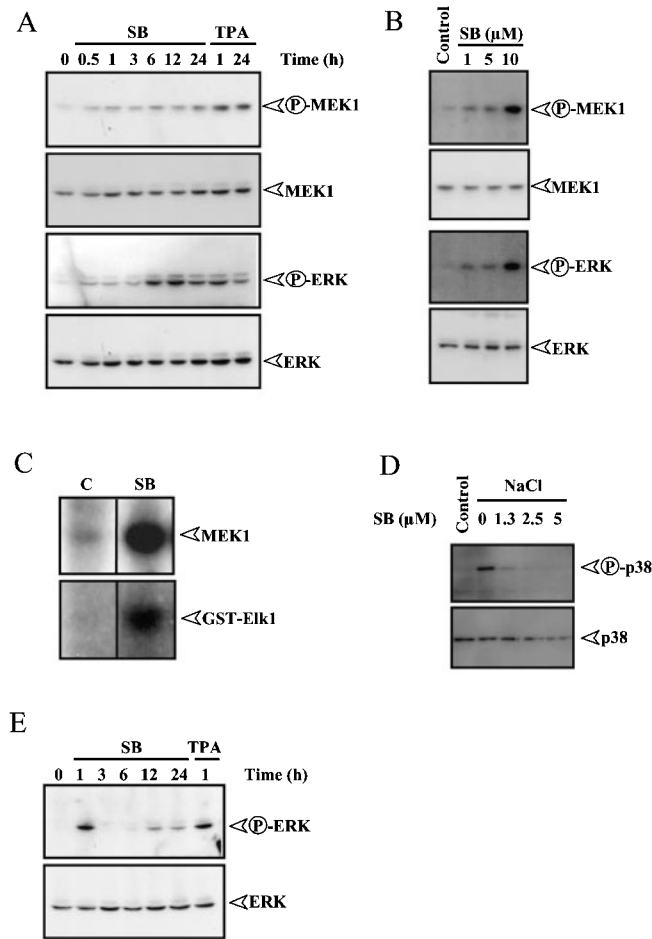 A
SB TPA
0 0.5 1 3 6 12 24 1 24 Time (h)
P-MEK1
MEK1
P-ERK
ERK
B
Control
SB (µM)
1 5 10
P-MEK1
MEK1
P-ERK
ERK
C
C SB
MEK1
GST-Elk1
D
Control
NaCl
SB (µM) 0 1.3 2.5 5
P-p38
p38
E
SB TPA
0 1 3 6 12 24 1 Time (h)
P-ERK
ERK